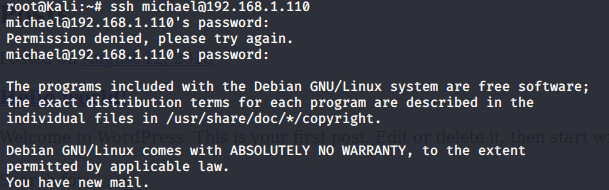 root@Kali:~# ssh michael@192.168.1.110
michael@192.168.1.110's password:
Permission denied, please try again.
michael@192.168.1.110's password:
The programs included with the Debian GNU/Linux system are free software;
the exact distribution terms for each program are described in the
individual files in /usr/share/doc/*/copyright.
Welcome to WordPress. This is your first post. Edit or delete it, then start w
Debian GNU/Linux comes with ABSOLUTELY NO WARRANTY, to the extent
permitted by applicable law.
You have new mail.